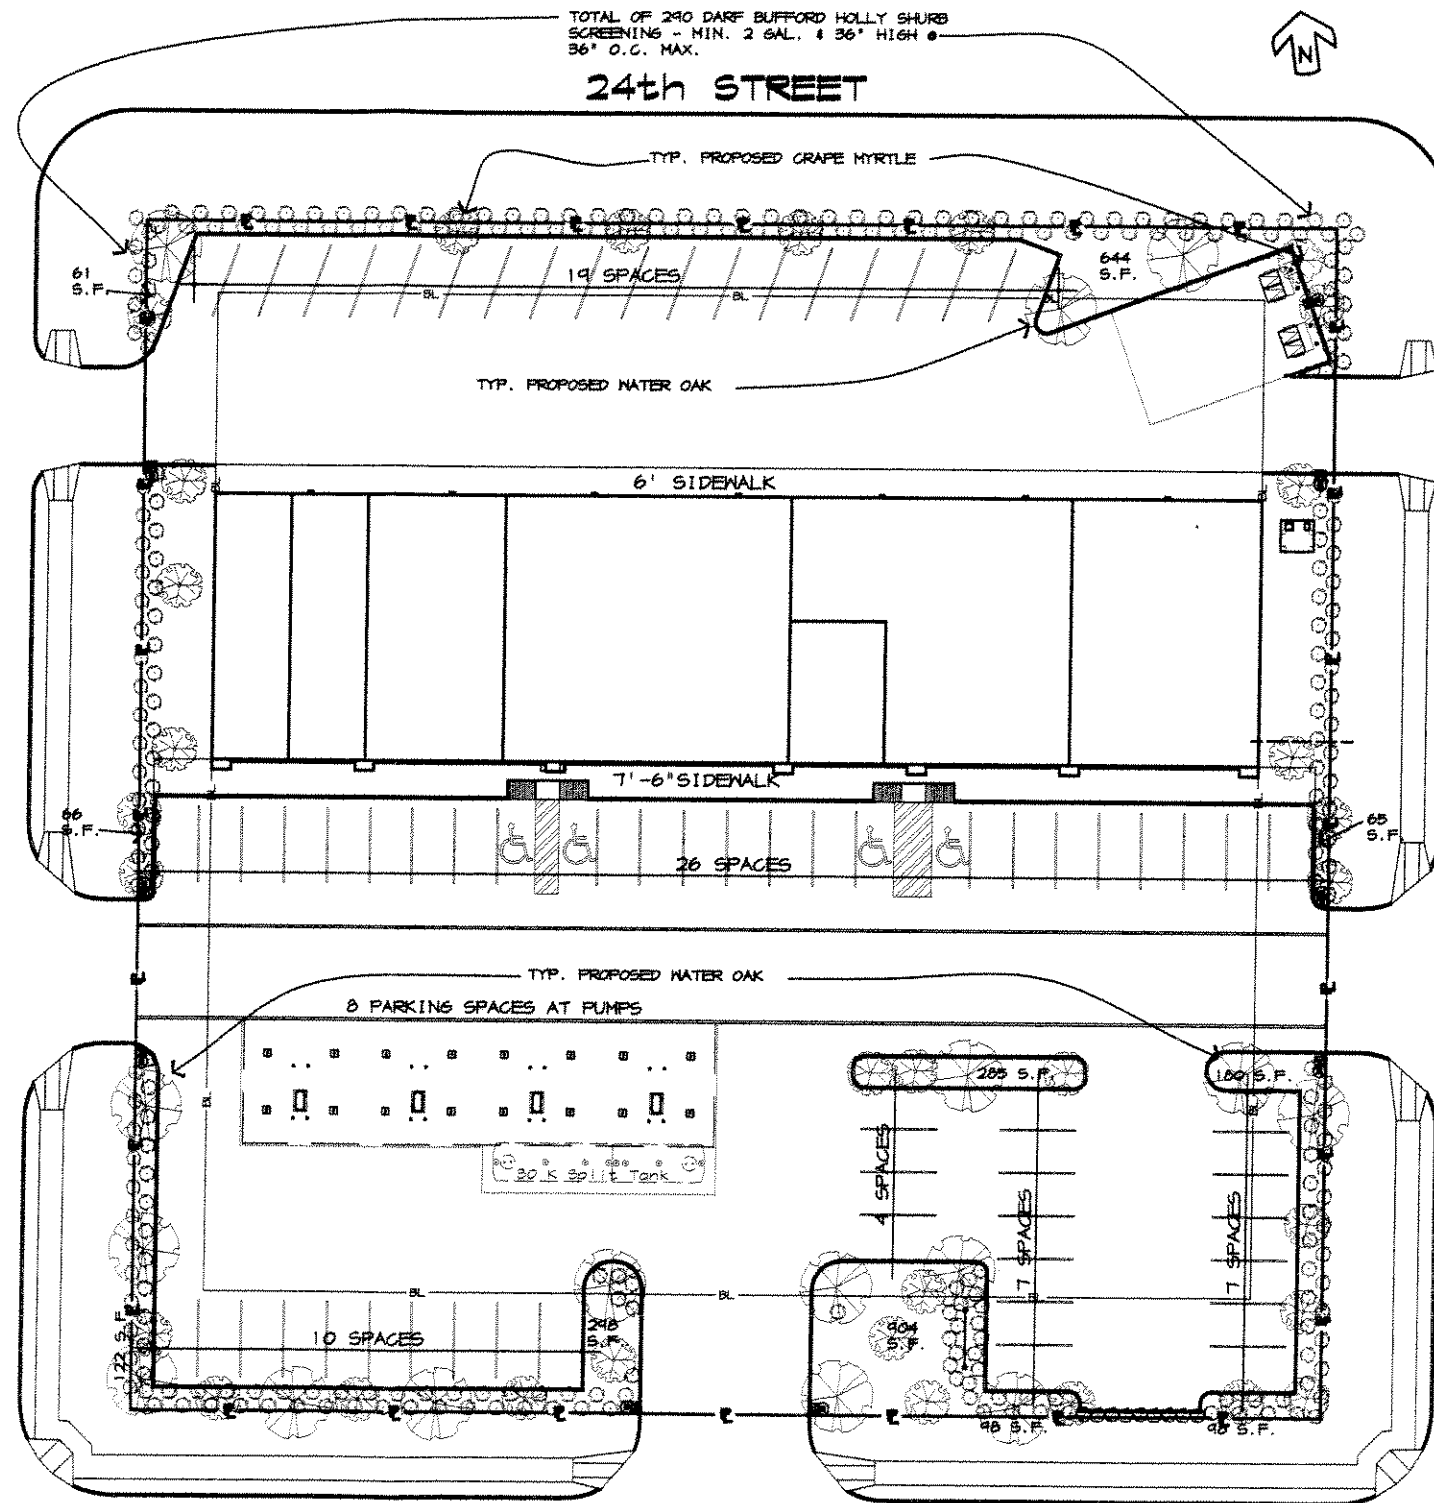 TOTAL OF 290 DARF BUFFORD HOLLY SHURB
SCREENING - MIN. 2 GAL. & 36" HIGH @
36" O.C. MAX.
N
24th STREET
TYP. PROPOSED CRAPE MYRTLE
61
S.F.
19 SPACES
644
S.F.
BL
BL
TYP. PROPOSED WATER OAK
6' SIDEWALK
7'-6" SIDEWALK
66
S.F.
65
S.F.
26 SPACES
TYP. PROPOSED WATER OAK
8 PARKING SPACES AT PUMPS
285 S.F.
180 S.F.
BL
4 SPACES
30 K Split Tank
7 SPACES
7 SPACES
BL
BL
122 S.F.
10 SPACES
298
S.F.
904
S.F.
98 S.F.
98 S.F.